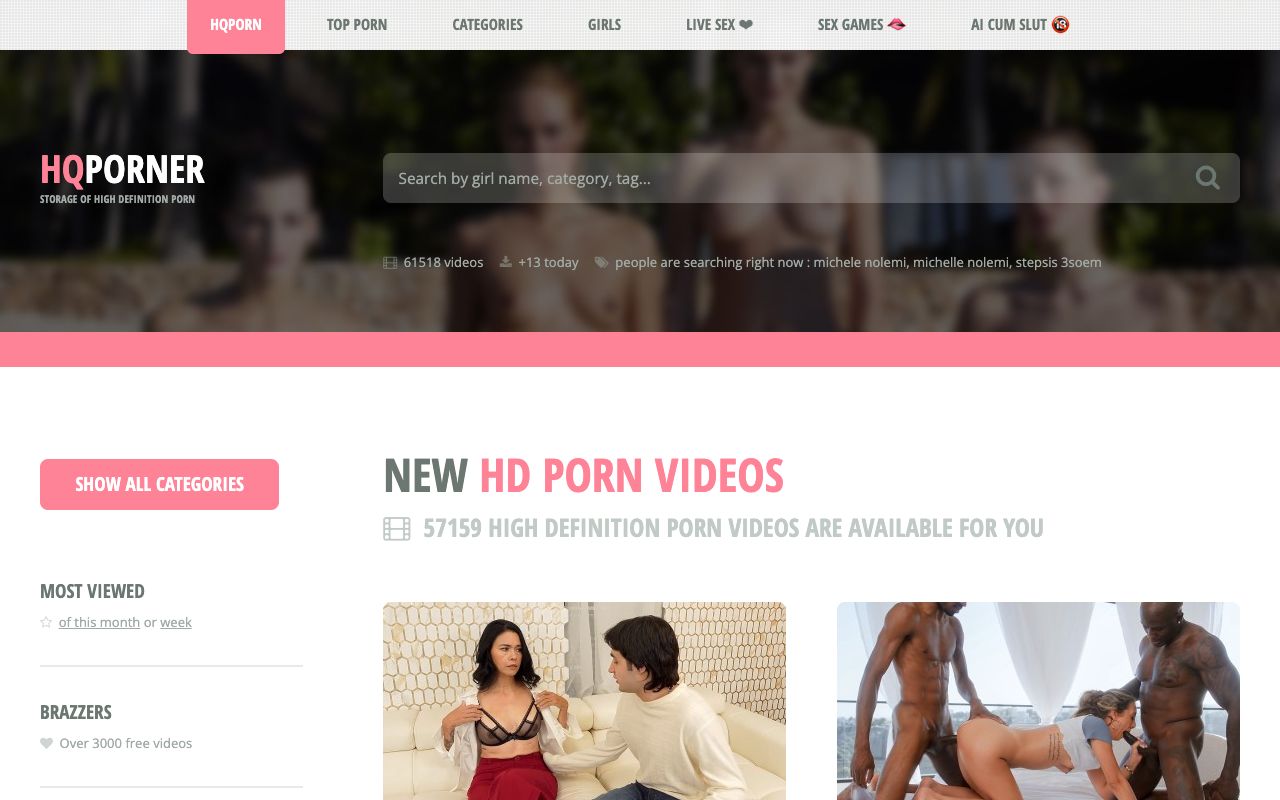 HQPORN
TOP PORN
CATEGORIES
GIRLS
LIVE SEX ❤
SEX GAMES 🫦
AI CUM SLUT 🔞
HQPORNER
STORAGE OF HIGH DEFINITION PORN
Search by girl name, category, tag...
61518 videos
+13 today
people are searching right now : michele nolemi, michelle nolemi, stepsis 3soem
SHOW ALL CATEGORIES
NEW HD PORN VIDEOS
57159 HIGH DEFINITION PORN VIDEOS ARE AVAILABLE FOR YOU
MOST VIEWED
of this month or week
BRAZZERS
Over 3000 free videos